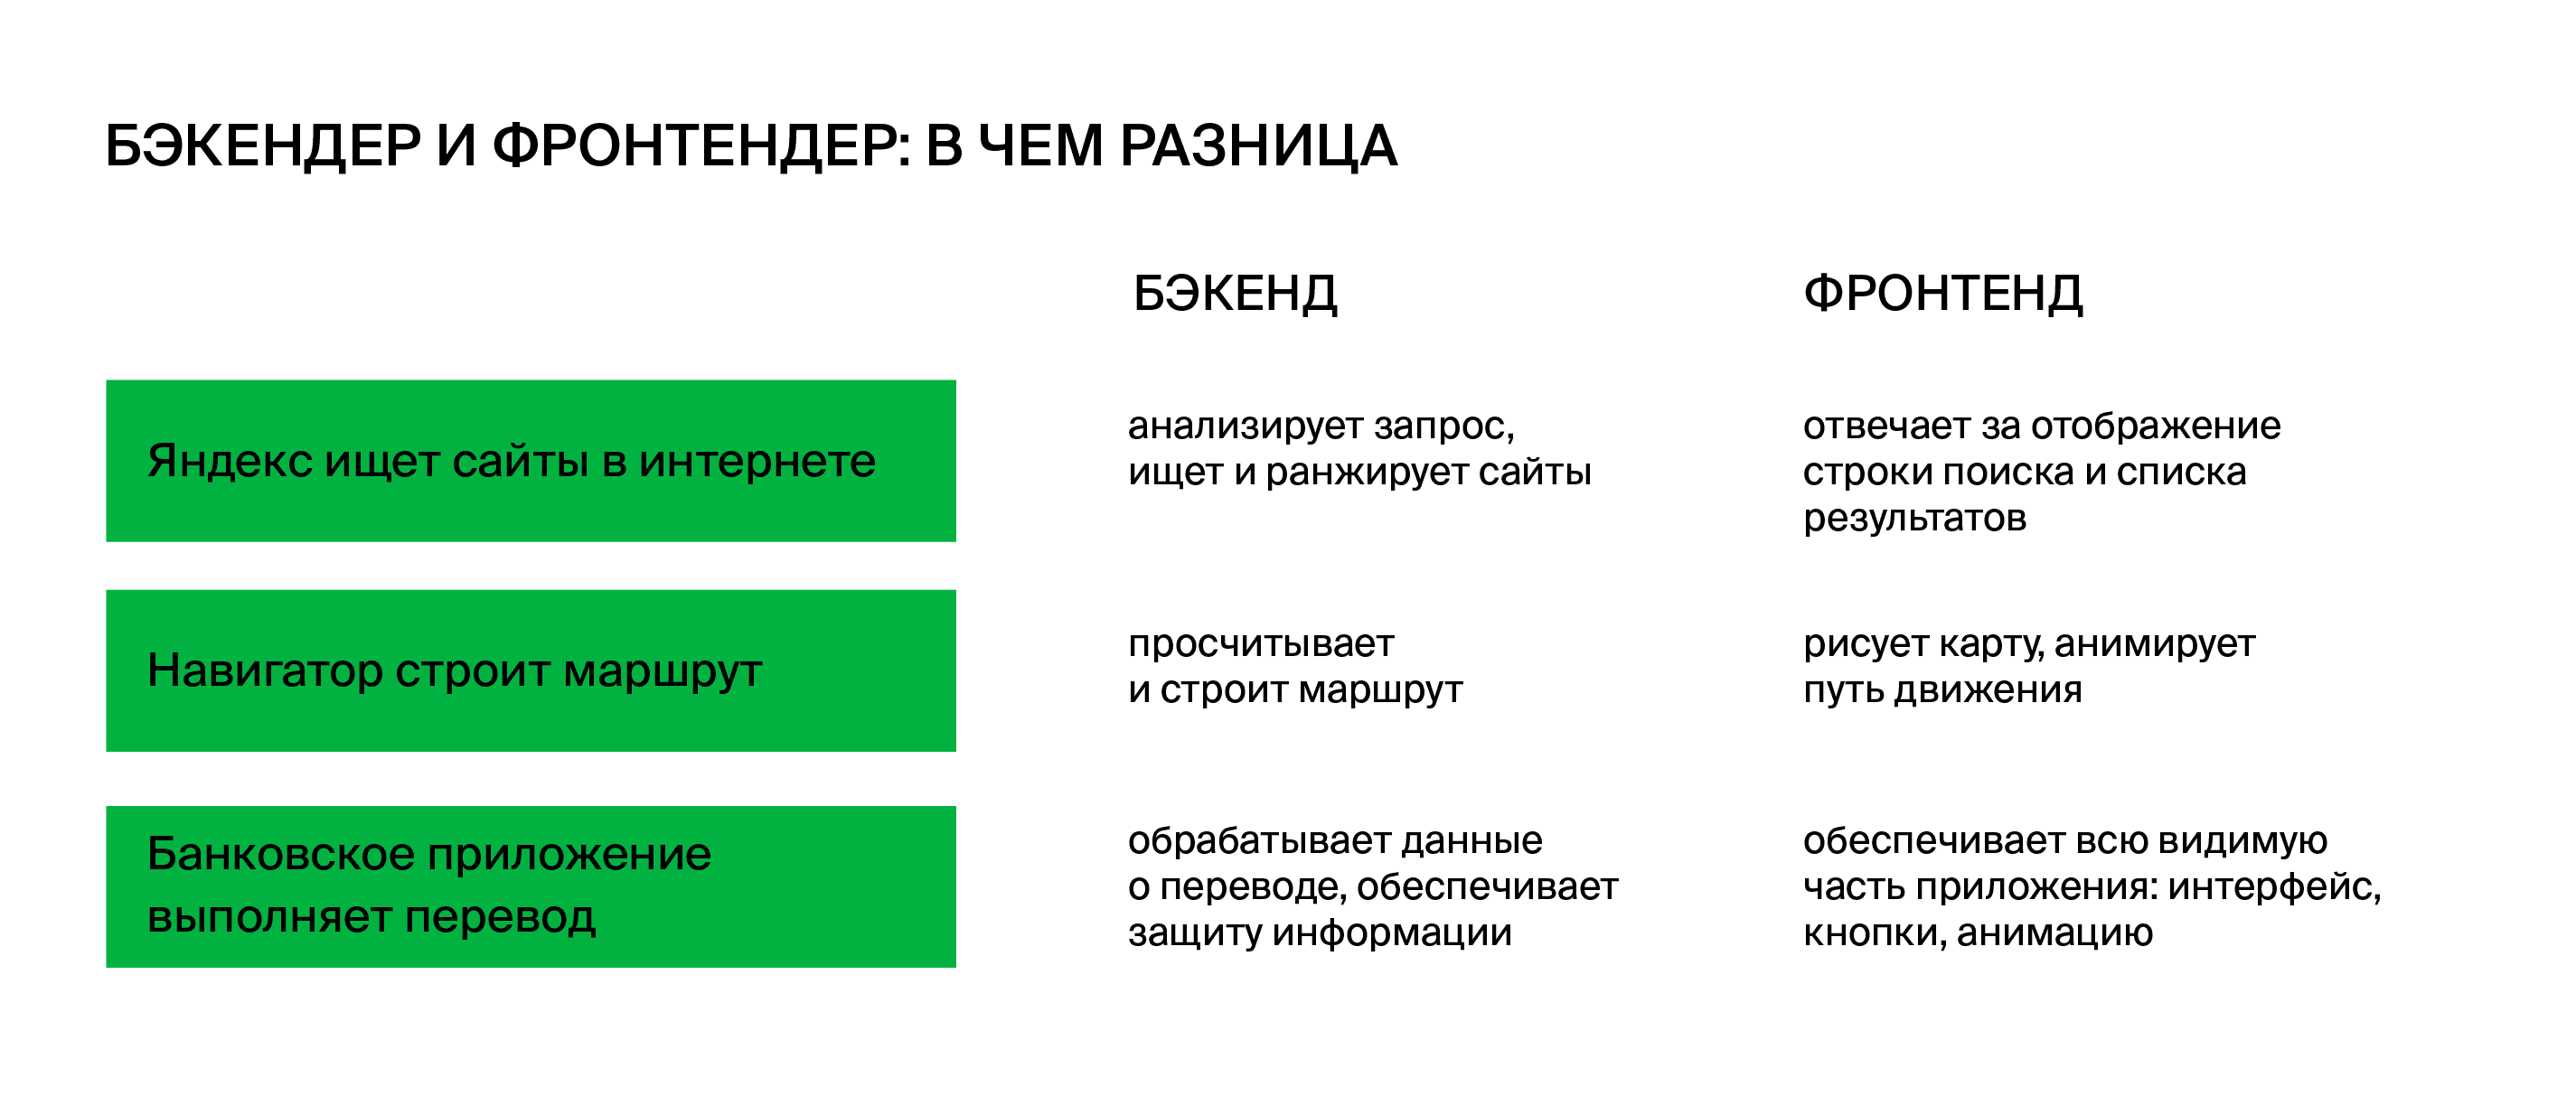 БЭКЕНДЕР И ФРОНТЕНДЕР: В ЧЕМ РАЗНИЦА
БЭКЕНД
ФРОНТЕНД
Яндекс ищет сайты в интернете
анализирует запрос,
ищет и ранжирует сайты
отвечает за отображение
строки поиска и списка
результатов
Навигатор строит маршрут
просчитывает
и строит маршрут
рисует карту, анимирует
путь движения
Банковское приложение
выполняет перевод
обрабатывает данные
о переводе, обеспечивает
защиту информации
обеспечивает всю видимую
часть приложения: интерфейс,
кнопки, анимацию